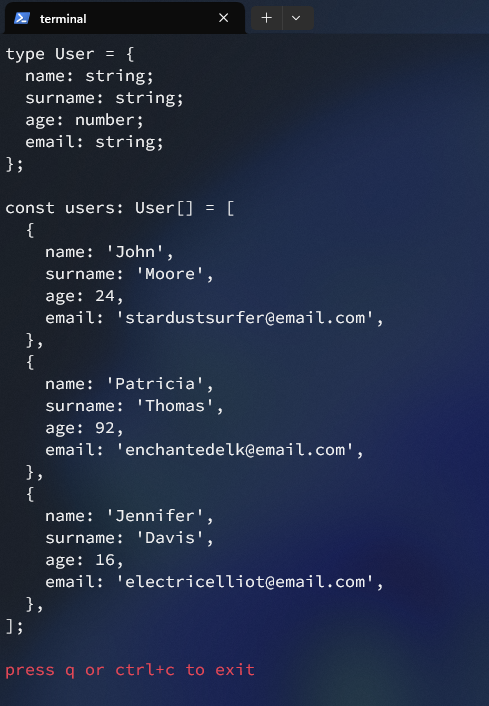 terminal
type User = {
  name: string;
  surname: string;
  age: number;
  email: string;
};

const users: User[] = [
  {
    name: 'John',
    surname: 'Moore',
    age: 24,
    email: 'stardustsurfer@email.com',
  },
  {
    name: 'Patricia',
    surname: 'Thomas',
    age: 92,
    email: 'enchantedelk@email.com',
  },
  {
    name: 'Jennifer',
    surname: 'Davis',
    age: 16,
    email: 'electricelliot@email.com',
  },
];

press q or ctrl+c to exit